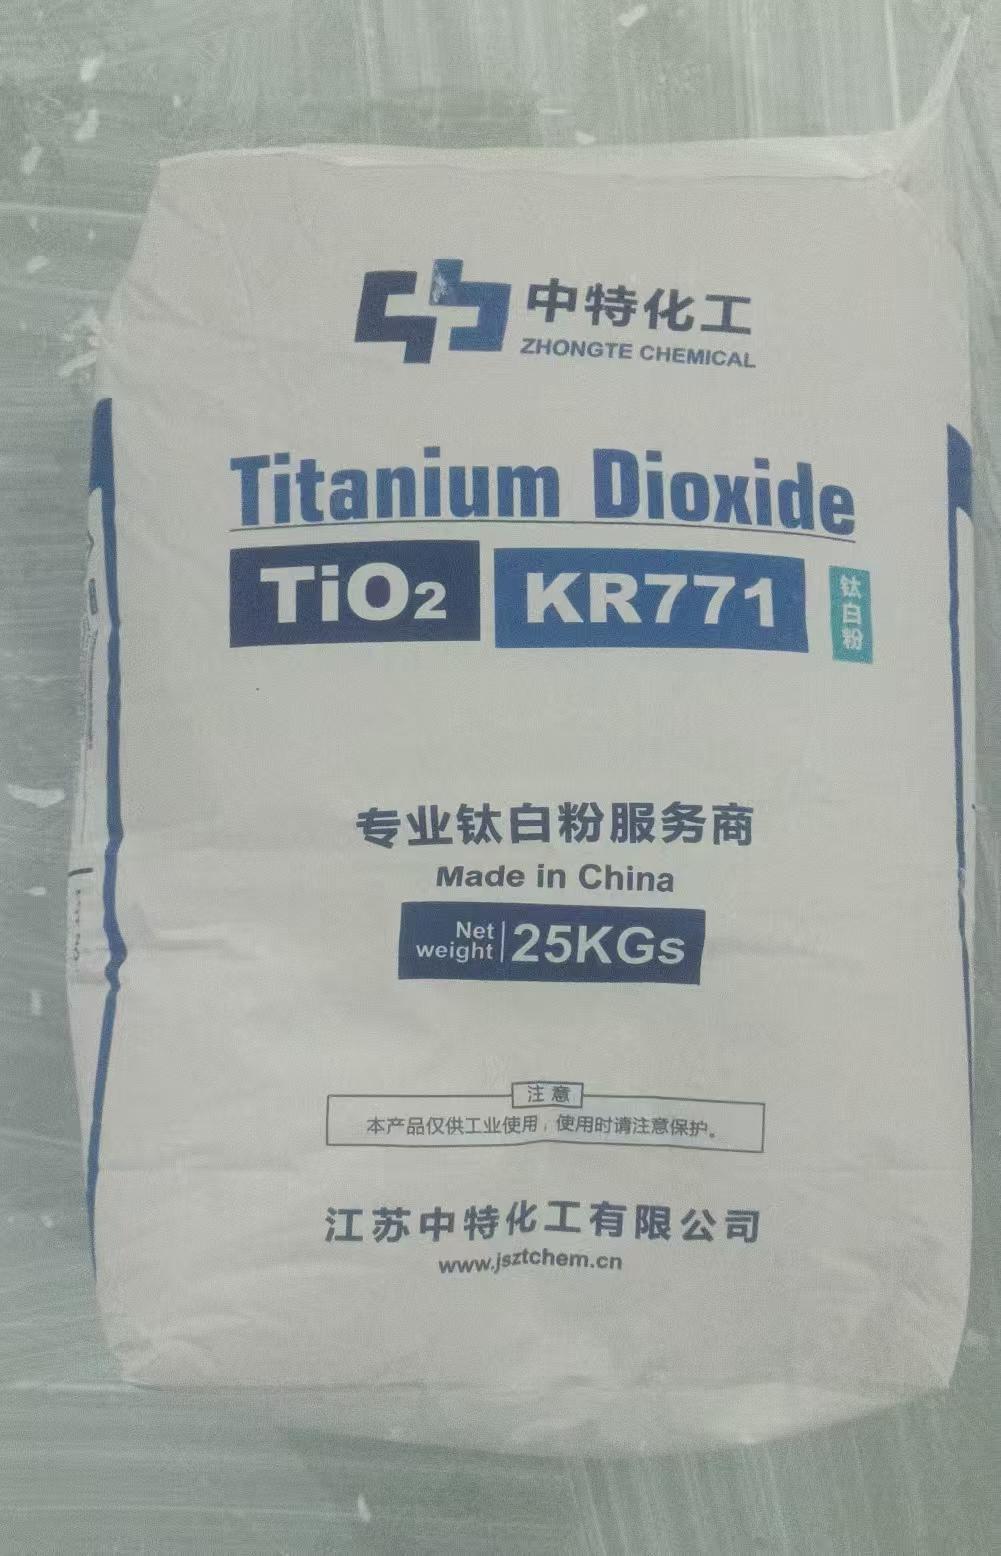 中特化工
ZHONGTE CHEMICAL
Titanium Dioxide
TiO2 KR771 钛白粉
专业钛白粉服务商
Made in China
Net weight 25KGs
注意
本产品仅供工业使用，使用时请注意保护。
江苏中特化工有限公司
www.jsztchem.cn